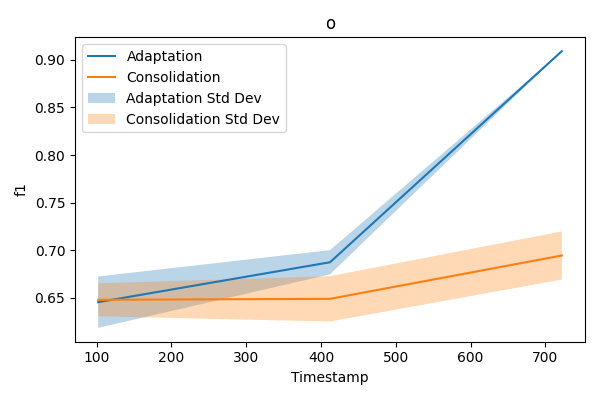 o
Adaptation
Consolidation
Adaptation Std Dev
Consolidation Std Dev
0.90
0.85
0.80
0.75
0.70
0.65
f1
100 200 300 400 500 600 700
Timestamp